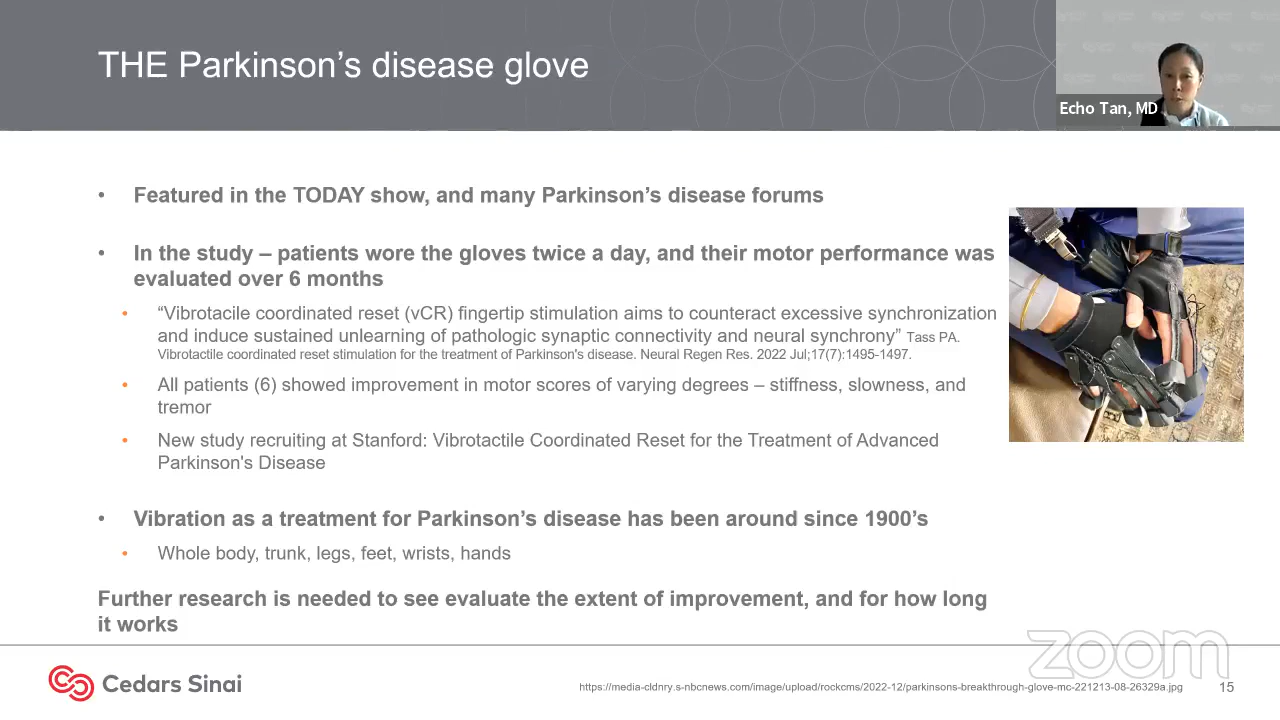 THE Parkinson’s disease glove
Echo Tan, MD
• Featured in the TODAY show, and many Parkinson’s disease forums
• In the study – patients wore the gloves twice a day, and their motor performance was
evaluated over 6 months
• “Vibrotacile coordinated reset (vCR) fingertip stimulation aims to counteract excessive synchronization
and induce sustained unlearning of pathologic synaptic connectivity and neural synchrony” Tass PA.
Vibrotactile coordinated reset stimulation for the treatment of Parkinson's disease. Neural Regen Res. 2022 Jul;17(7):1495-1497.
• All patients (6) showed improvement in motor scores of varying degrees – stiffness, slowness, and
tremor
• New study recruiting at Stanford: Vibrotactile Coordinated Reset for the Treatment of Advanced
Parkinson's Disease
• Vibration as a treatment for Parkinson’s disease has been around since 1900’s
• Whole body, trunk, legs, feet, wrists, hands
Further research is needed to see evaluate the extent of improvement, and for how long
it works
zoom
Cedars Sinai
https://media-cldnry.s-nbcnews.com/image/upload/rockcms/2022-12/parkinsons-breakthrough-glove-mc-221213-08-26329a.jpg
15